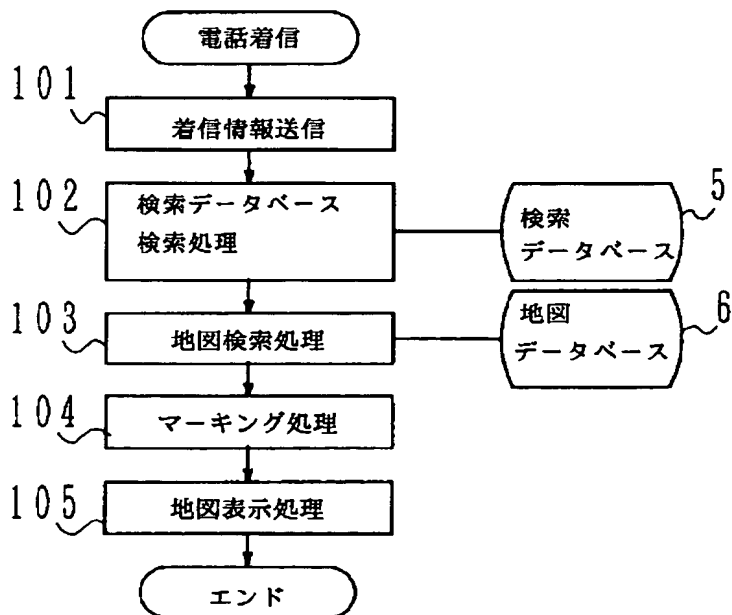 電話着信
101
着信情報送信
102
検索データベース
検索処理
5
検索
データベース
103
地図検索処理
6
地図
データベース
104
マーキング処理
105
地図表示処理
エンド